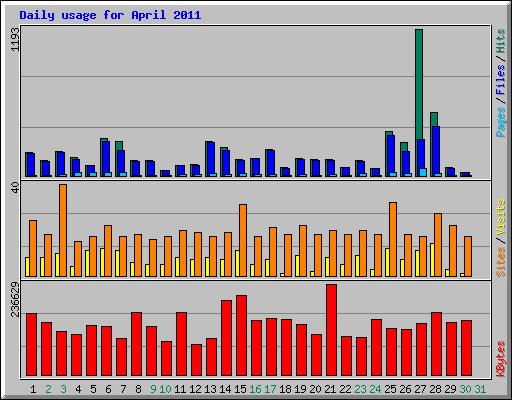 Daily usage for April 2011
1193
Pages / Files / Hits
40
Sites / Visits
236629
KBytes
1 2 3 4 5 6 7 8 9 10 11 12 13 14 15 16 17 18 19 20 21 22 23 24 25 26 27 28 29 30 31